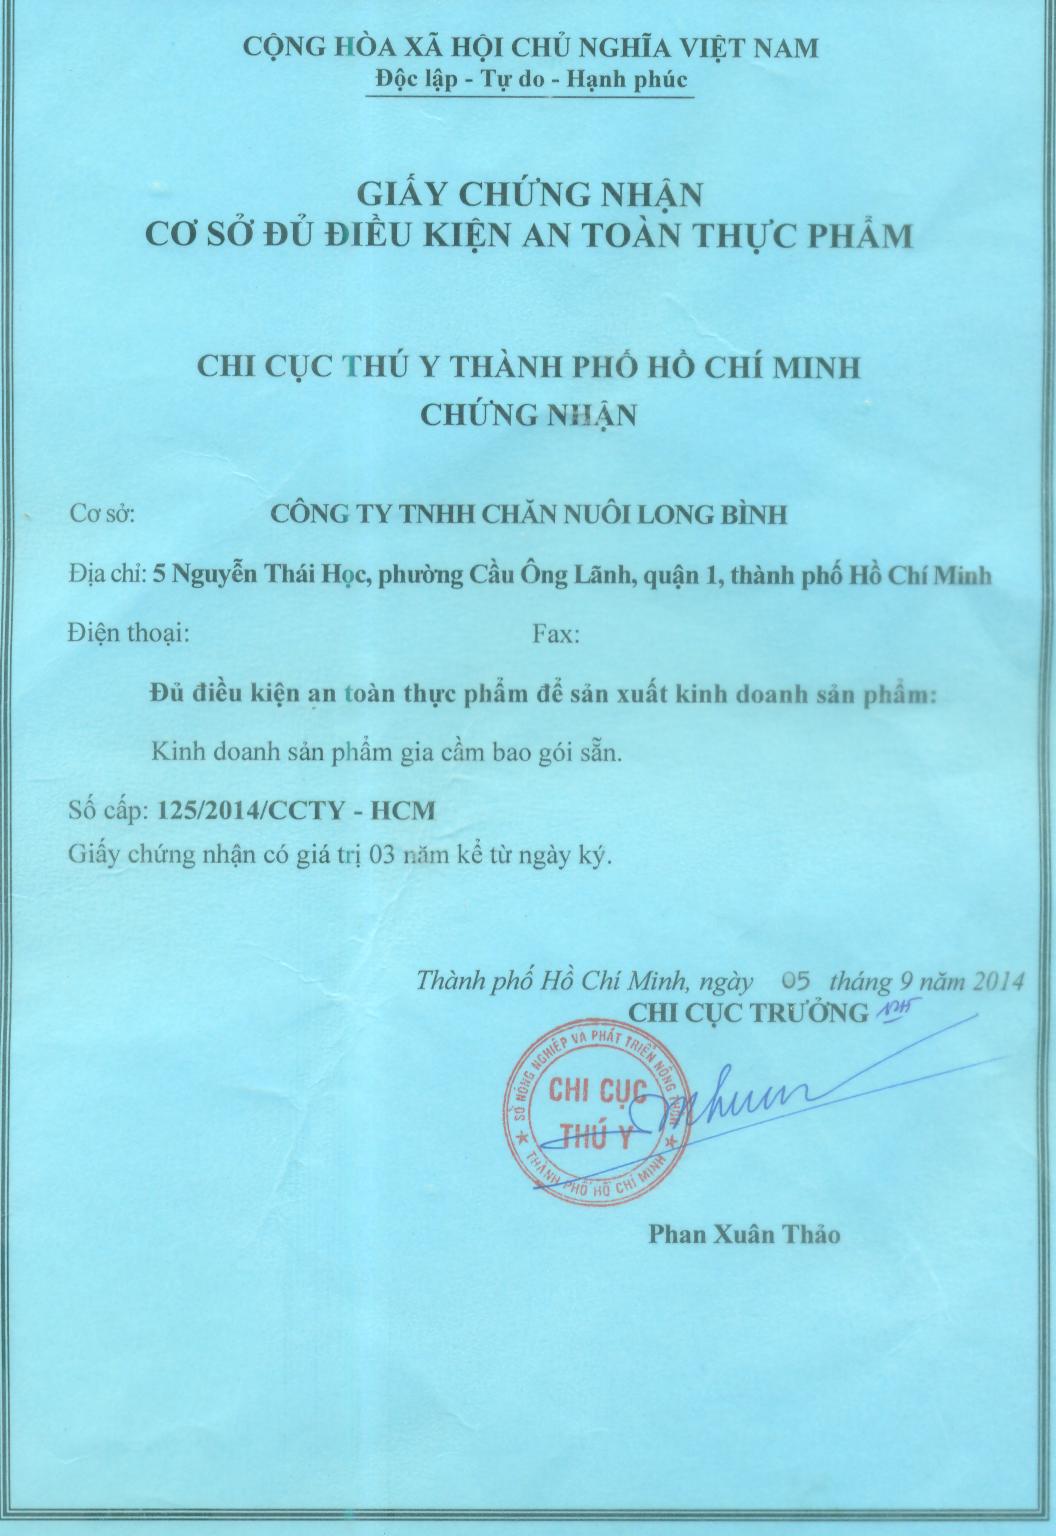 CỘNG HÒA XÃ HỘI CHỦ NGHĨA VIỆT NAM
Độc lập - Tự do - Hạnh phúc
GIẤY CHỨNG NHẬN
CƠ SỞ ĐỦ ĐIỀU KIỆN AN TOÀN THỰC PHẨM
CHI CỤC THÚ Y THÀNH PHỐ HỒ CHÍ MINH
CHỨNG NHẬN
Cơ sở: CÔNG TY TNHH CHĂN NUÔI LONG BÌNH
Địa chỉ: 5 Nguyễn Thái Học, phường Cầu Ông Lãnh, quận 1, thành phố Hồ Chí Minh
Điện thoại: Fax:
Đủ điều kiện an toàn thực phẩm để sản xuất kinh doanh sản phẩm:
Kinh doanh sản phẩm gia cầm bao gói sẵn.
Số cấp: 125/2014/CCTY - HCM
Giấy chứng nhận có giá trị 03 năm kể từ ngày ký.
Thành phố Hồ Chí Minh, ngày 05 tháng 9 năm 2014
CHI CỤC TRƯỞNG
SỞ NÔNG NGHIỆP VÀ PHÁT TRIỂN NÔNG THÔN
CHI CỤC
THÚ Y
THÀNH PHỐ HỒ CHÍ MINH
Phan Xuân Thảo